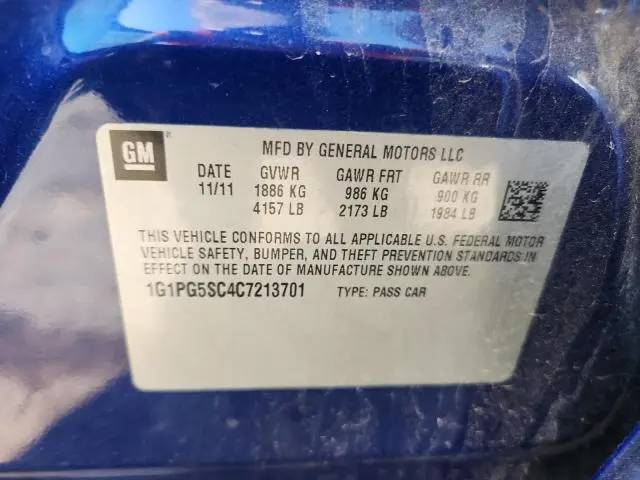 GM ®
MFD BY GENERAL MOTORS LLC
DATE GVWR GAWR FRT GAWR RR
11/11 1886 KG 986 KG 900 KG
4157 LB 2173 LB 1984 LB
THIS VEHICLE CONFORMS TO ALL APPLICABLE U.S. FEDERAL MOTOR
VEHICLE SAFETY, BUMPER, AND THEFT PREVENTION STANDARDS IN
EFFECT ON THE DATE OF MANUFACTURE SHOWN ABOVE.
1G1PG5SC4C7213701 TYPE: PASS CAR